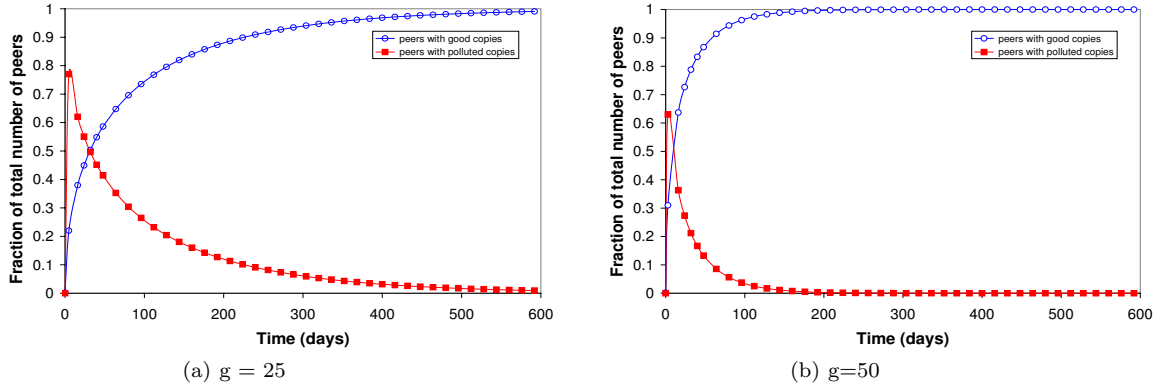 1
0.9
0.8
0.7
0.6
0.5
0.4
0.3
0.2
0.1
0
Fraction of total number of peers
peers with good copies
peers with polluted copies
0 100 200 300 400 500 600
Time (days)
(a) g = 25
1
0.9
0.8
0.7
0.6
0.5
0.4
0.3
0.2
0.1
0
Fraction of total number of peers
peers with good copies
peers with polluted copies
0 100 200 300 400 500 600
Time (days)
(b) g=50